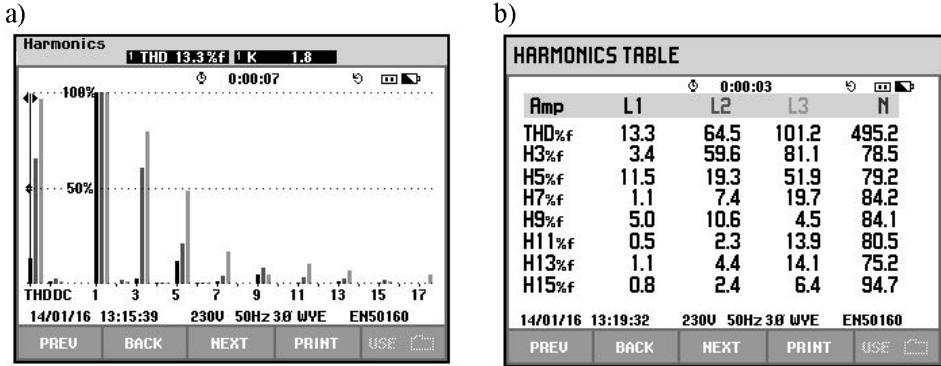 a)
Harmonics
1 THD 13.3%f 1 K 1.8
0:00:07
100%
50%
THDDC 1 3 5 7 9 11 13 15 17
14/01/16 13:15:39 230V 50Hz 3Ø WYE EN50160
PREV BACK NEXT PRINT USE
b)
HARMONICS TABLE
0:00:03
Amp L1 L2 L3 N
THD%f 13.3 64.5 101.2 495.2
H3%f 3.4 59.6 81.1 78.5
H5%f 11.5 19.3 51.9 79.2
H7%f 1.1 7.4 19.7 84.2
H9%f 5.0 10.6 4.5 84.1
H11%f 0.5 2.3 13.9 80.5
H13%f 1.1 4.4 14.1 75.2
H15%f 0.8 2.4 6.4 94.7
14/01/16 13:19:32 230V 50Hz 3Ø WYE EN50160
PREV BACK NEXT PRINT USE